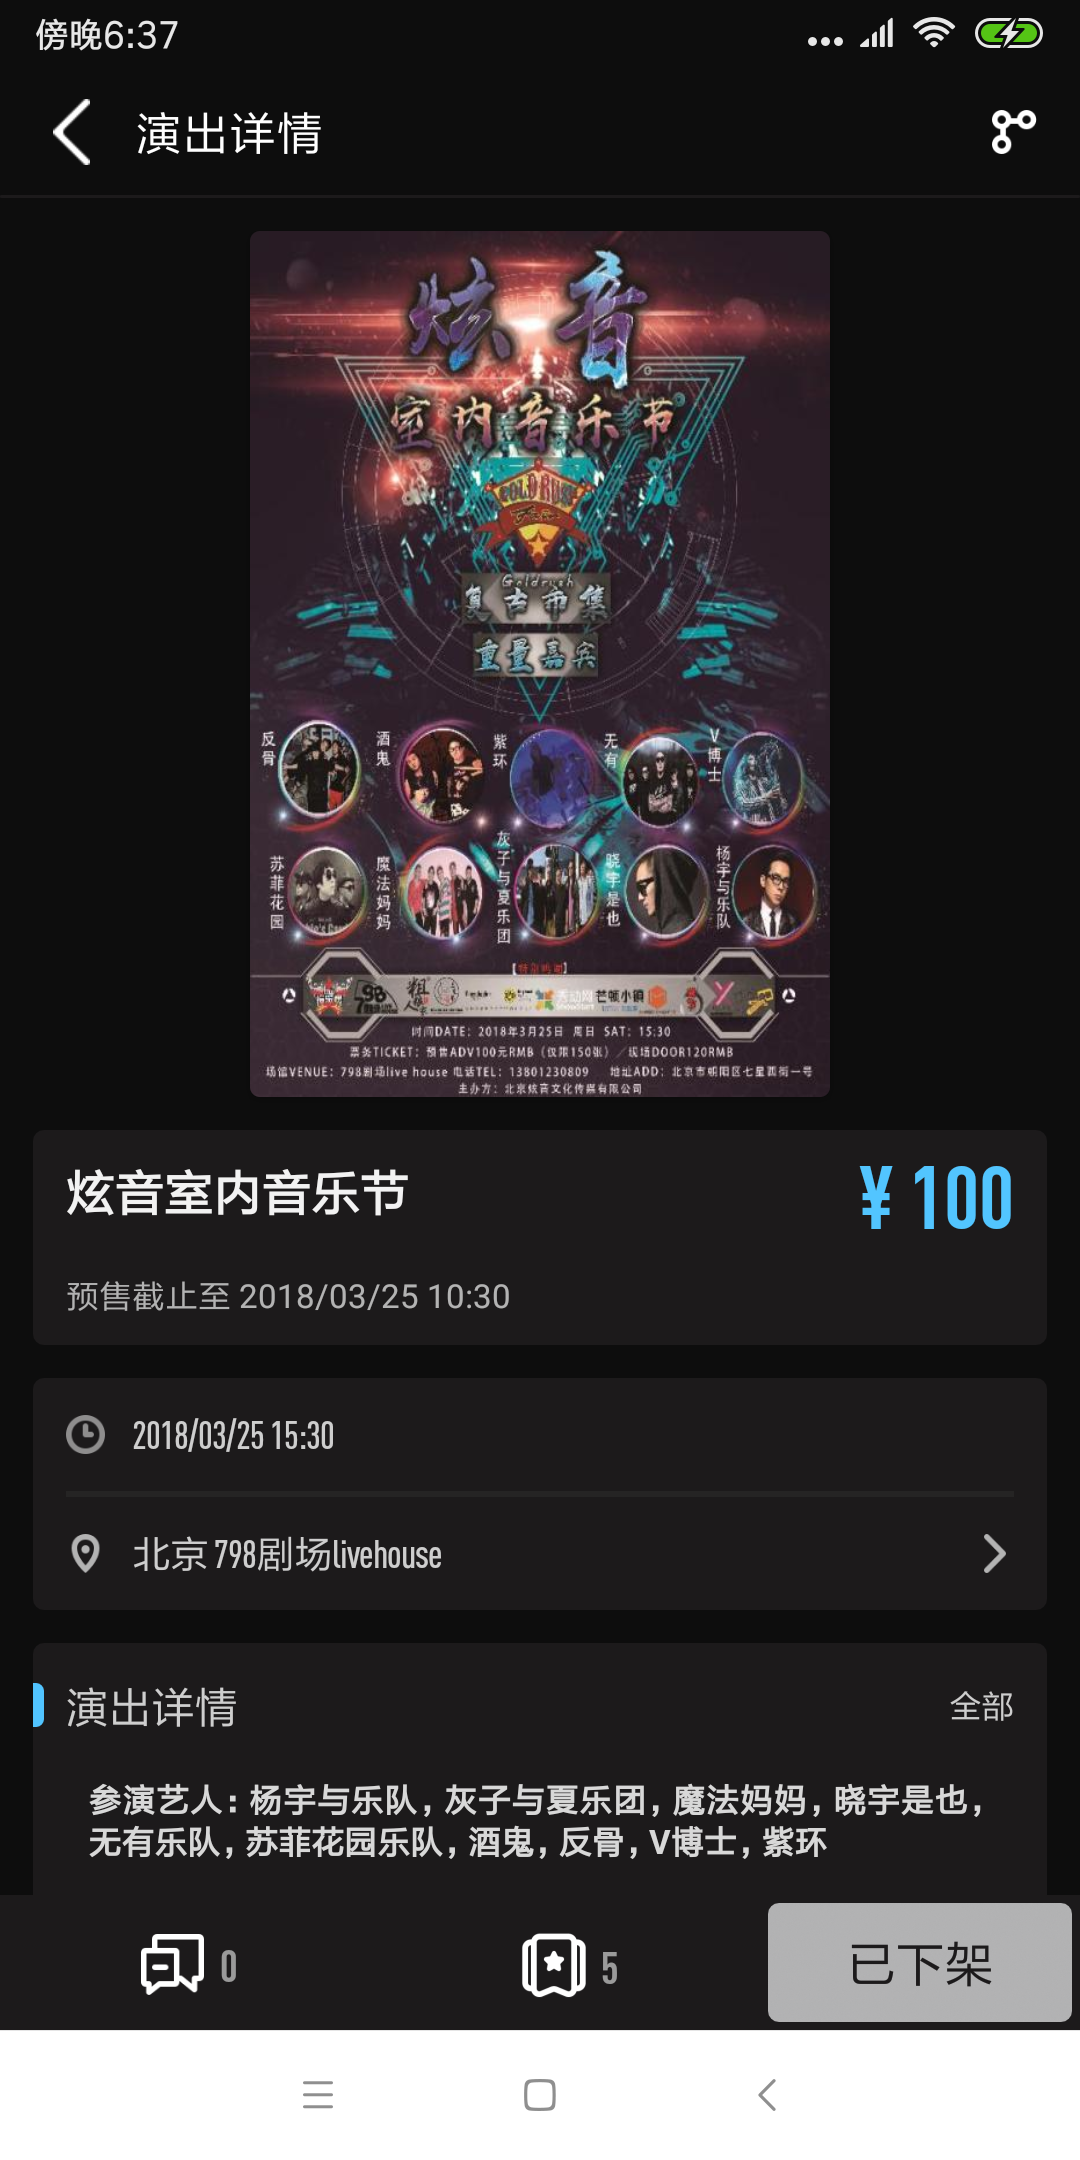 傍晚6:37
演出详情
炫音
室内音乐节
GOLD RUSH
Goldrush
复古市集
重量嘉宾
反骨
酒鬼
紫环
无有
V博士
苏菲花园
魔法妈妈
灰子与夏乐团
晓宇是也
杨宇与乐队
【特别鸣谢】
798
秀动网
芒顿小镇
时间DATE：2018年3月25日 周日 SAT：15:30
票务TICKET：预售ADV100元RMB（仅限150张）／现场DOOR120RMB
场馆VENUE：798剧场live house 电话TEL：13801230809 地址ADD：北京市朝阳区七星西街一号
主办方：北京炫音文化传媒有限公司
炫音室内音乐节
¥ 100
预售截止至 2018/03/25 10:30
2018/03/25 15:30
北京 798剧场livehouse
演出详情
全部
参演艺人: 杨宇与乐队, 灰子与夏乐团, 魔法妈妈, 晓宇是也,
无有乐队, 苏菲花园乐队, 酒鬼, 反骨, V博士, 紫环
0
5
已下架